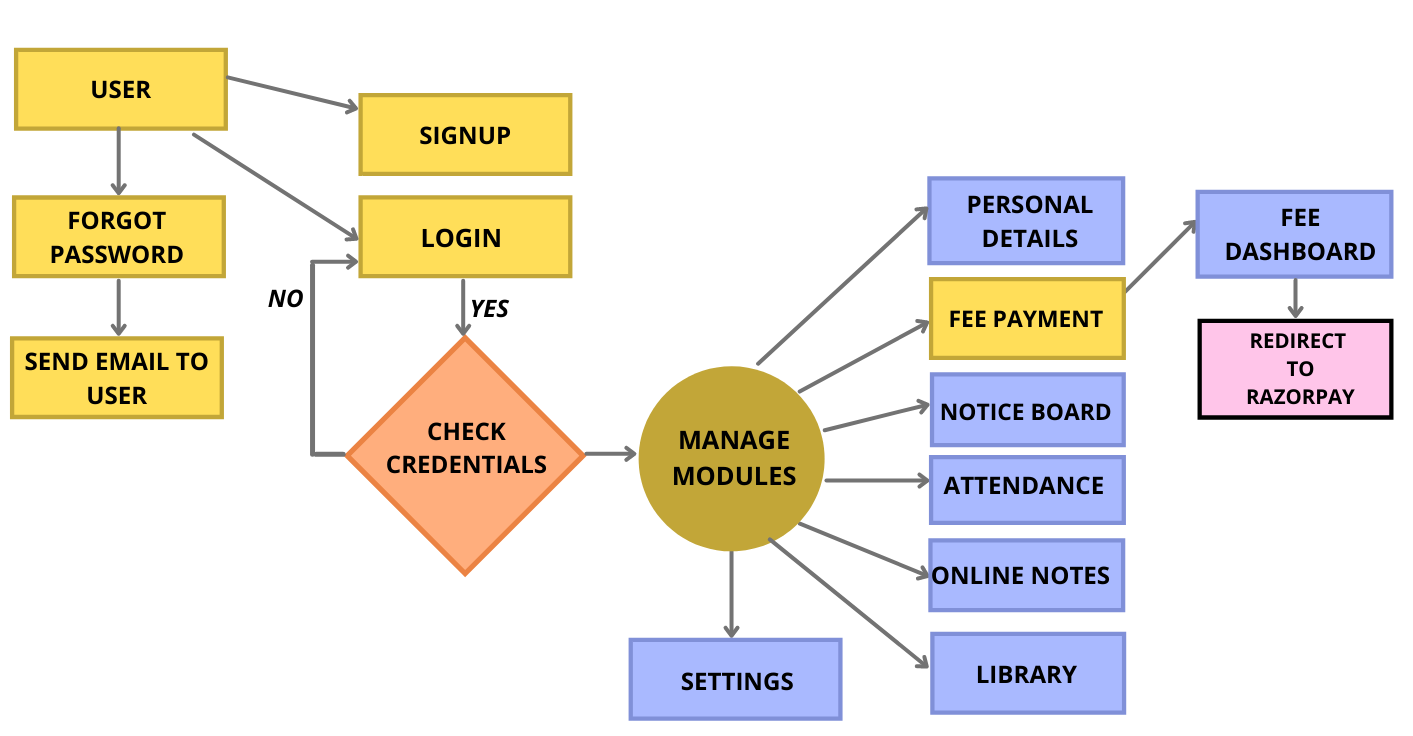 USER
SIGNUP
FORGOT
PASSWORD
LOGIN
NO
YES
SEND EMAIL TO
USER
CHECK
CREDENTIALS
MANAGE
MODULES
PERSONAL
DETAILS
FEE PAYMENT
NOTICE BOARD
ATTENDANCE
ONLINE NOTES
LIBRARY
SETTINGS
FEE
DASHBOARD
REDIRECT
TO
RAZORPAY